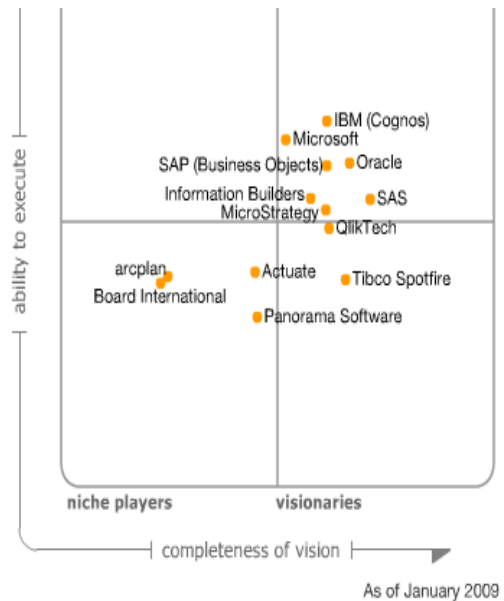 IBM (Cognos)
Microsoft
SAP (Business Objects)
Oracle
Information Builders
SAS
MicroStrategy
QlikTech
arcplan
Actuate
Tibco Spotfire
Board International
Panorama Software
ability to execute
niche players
visionaries
completeness of vision
As of January 2009